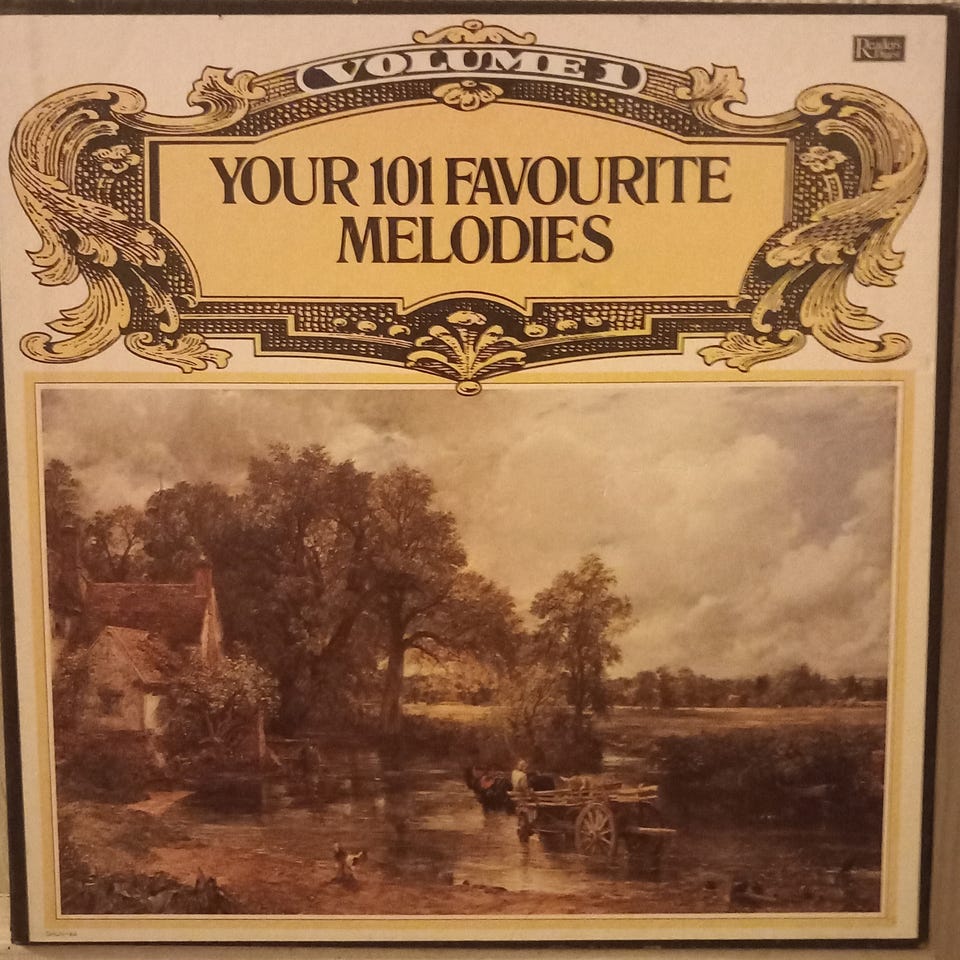 VOLUME 1
Reader's
Digest
YOUR 101 FAVOURITE
MELODIES